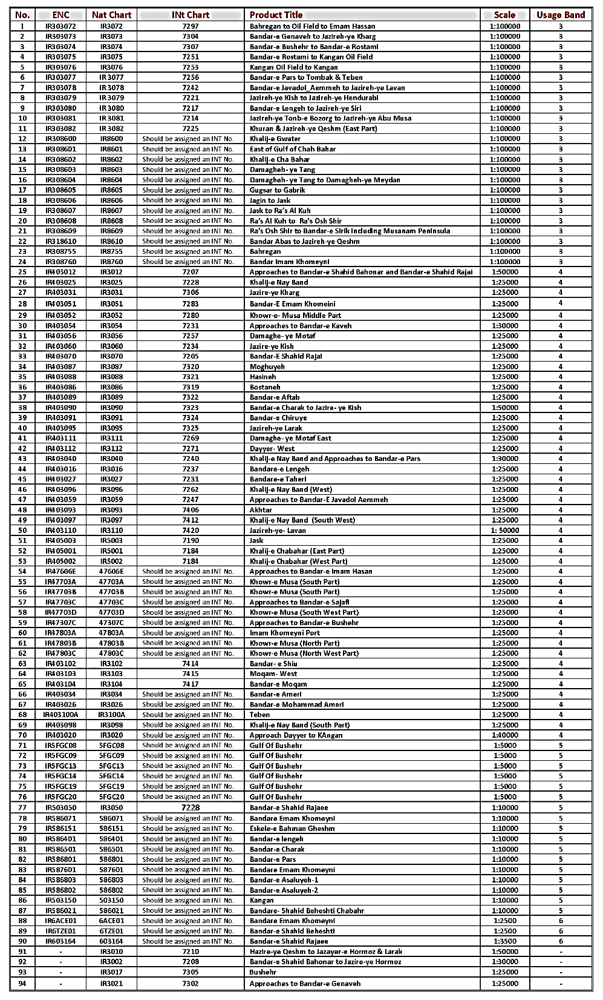 No. ENC Nat Chart INt Chart Product Title Scale Usage Band
1 IR303072 IR3072 7297 Bahregan to Oil Field to Emam Hassan 1:100000 3
2 IR303073 IR3073 7304 Bandar-e Genaveh to Jazireh-ye Kharg 1:100000 3
3 IR303074 IR3074 7307 Bandar-e Bushehr to Bandar-e Rostami 1:100000 3
4 IR303075 IR3075 7251 Bandar-e Rostami to Kangan Oil Field 1:100000 3
5 IR303076 IR3076 7253 Kangan Oil Field to Kangan 1:100000 3
6 IR303077 IR 3077 7256 Bandar-e Pars to Tombak & Teben 1:100000 3
7 IR303078 IR 3078 7242 Bandar-e Javadol_Aemmeh to Jazireh-ye Lavan 1:100000 3
8 IR303079 IR 3079 7221 Jazireh-ye Kish to Jazireh-ye Hendurabi 1:100000 3
9 IR303080 IR 3080 7217 Bandar-e Lengeh to Jazireh-ye Siri 1:100000 3
10 IR303081 IR 3081 7214 Jazireh-ye Tonb-e Bozorg to Jazireh-ye Abu Musa 1:100000 3
11 IR303082 IR 3082 7225 Khuran & Jazireh-ye Qeshm (East Part) 1:100000 3
12 IR308600 IR8600 Should be assigned an INT No. Khalij-e Gwater 1:100000 3
13 IR308601 IR8601 Should be assigned an INT No. East of Gulf of Chah Bahar 1:100000 3
14 IR308602 IR8602 Should be assigned an INT No. Khalij-e Cha Bahar 1:100000 3
15 IR308603 IR8603 Should be assigned an INT No. Damagheh- ye Tang 1:100000 3
16 IR308604 IR8604 Should be assigned an INT No. Damagheh- ye Tang to Damagheh-ye Meydan 1:100000 3
17 IR308605 IR8605 Should be assigned an INT No. Gugsar to Gabrik 1:100000 3
18 IR308606 IR8606 Should be assigned an INT No. Jagin to Jask 1:100000 3
19 IR308607 IR8607 Should be assigned an INT No. Jask to Ra's Al Kuh 1:100000 3
20 IR308608 IR8608 Should be assigned an INT No. Ra's Al Kuh to Ra's Osh Shir 1:100000 3
21 IR308609 IR8609 Should be assigned an INT No. Ra's Osh Shir to Bandar-e Sirik Including Musanam Peninsula 1:100000 3
22 IR318610 IR8610 Should be assigned an INT No. Bandar Abas to Jazireh-ye Qeshm 1:100000 3
23 IR308755 IR8755 Should be assigned an INT No. Bahregan 1:100000 3
24 IR308760 IR8760 Should be assigned an INT No. Bandar Imam Khomeyni 1:100000 3
25 IR403012 IR3012 7207 Approaches to Bandar-e Shahid Bahonar and Bandar-e Shahid Rajai 1:50000 4
26 IR403025 IR3025 7228 Khalij-e Nay Band 1:25000 4
27 IR403031 IR3031 7306 Jazire-ye Kharg 1:25000 4
28 IR403051 IR3051 7283 Bandar-E Emam Khomeini 1:25000 4
29 IR403052 IR3052 7280 Khowr-e- Musa Middle Part 1:25000 4
30 IR403054 IR3054 7231 Approaches to Bandar-e Kaveh 1:30000 4
31 IR403056 IR3056 7257 Damaghe- ye Motaf 1:25000 4
32 IR403060 IR3060 7234 Jazire-ye Kish 1:25000 4
33 IR403070 IR3070 7205 Bandar-E Shahid Rajai 1:25000 4
34 IR403087 IR3087 7320 Moghuyeh 1:25000 4
35 IR403088 IR3088 7321 Hasineh 1:25000 4
36 IR403086 IR3086 7319 Bostaneh 1:25000 4
37 IR403089 IR3089 7322 Bandar-e Aftab 1:25000 4
38 IR403090 IR3090 7323 Bandar-e Charak to Jazire- ye Kish 1:50000 4
39 IR403091 IR3091 7324 Bandar-e Chiruye 1:25000 4
40 IR403095 IR3095 7325 Jazireh-ye Larak 1:25000 4
41 IR403111 IR3111 7269 Damaghe- ye Motaf East 1:25000 4
42 IR403112 IR3112 7271 Dayyer- West 1:25000 4
43 IR403040 IR3040 7240 Khalij-e Nay Band and Approaches to Bandar-e Pars 1:30000 4
44 IR403016 IR3016 7237 Bandare-e Lengeh 1:25000 4
45 IR403027 IR3027 7231 Bandare-e Taheri 1:25000 4
46 IR403096 IR3096 7262 Khalij-e Nay Band (West) 1:25000 4
47 IR403059 IR3059 7247 Approaches to Bandar-E Javadol Aemmeh 1:25000 4
48 IR403093 IR3093 7406 Akhtar 1:25000 4
49 IR403097 IR3097 7412 Khalij-e Nay Band (South West) 1:25000 4
50 IR403110 IR3110 7420 Jazireh-ye- Lavan 1: 50000 4
51 IR405003 IR5003 7190 Jask 1:25000 4
52 IR405001 IR5001 7184 Khalij-e Chabahar (East Part) 1:25000 4
53 IR405002 IR5002 7184 Khalij-e Chabahar (West Part) 1:25000 4
54 IR47606E 47606E Should be assigned an INT No. Approaches to Bandar-e Imam Hasan 1:25000 4
55 IR47703A 47703A Should be assigned an INT No. Khowr-e Musa (South Part) 1:25000 4
56 IR47703B 47703B Should be assigned an INT No. Khowr-e Musa (South Part) 1:25000 4
57 IR47703C 47703C Should be assigned an INT No. Approaches to Bandar-e Sajafi 1:25000 4
58 IR47703D 47703D Should be assigned an INT No. Khowr-e Musa (South West Part) 1:25000 4
59 IR47307C 47307C Should be assigned an INT No. Approaches to Bandar-e Bushehr 1:25000 4
60 IR47803A 47803A Should be assigned an INT No. Imam Khomeyni Port 1:25000 4
61 IR47803B 47803B Should be assigned an INT No. Khowr-e Musa (North Part) 1:25000 4
62 IR47803C 47803C Should be assigned an INT No. Khowr-e Musa (North West Part) 1:25000 4
63 IR403102 IR3102 7414 Bandar- e Shiu 1:25000 4
64 IR403103 IR3103 7415 Moqam- West 1:25000 4
65 IR403104 IR3104 7417 Bandar-e Moqam 1:25000 4
66 IR403034 IR3034 Should be assigned an INT No. Bandar-e Ameri 1:25000 4
67 IR403026 IR3026 Should be assigned an INT No. Bandar-e Mohammad Ameri 1:25000 4
68 IR403100A IR3100A Should be assigned an INT No. Teben 1:25000 4
69 IR403098 IR3098 Should be assigned an INT No. Khalij-e Nay Band (South Part) 1:25000 4
70 IR403020 IR3020 Should be assigned an INT No. Approach Dayyer to KAngan 1:40000 4
71 IR5FGC08 5FGC08 Should be assigned an INT No. Gulf Of Bushehr 1:5000 5
72 IR5FGC09 5FGC09 Should be assigned an INT No. Gulf Of Bushehr 1:5000 5
73 IR5FGC13 5FGC13 Should be assigned an INT No. Gulf Of Bushehr 1:5000 5
74 IR5FGC14 5FGC14 Should be assigned an INT No. Gulf Of Bushehr 1:5000 5
75 IR5FGC19 5FGC19 Should be assigned an INT No. Gulf Of Bushehr 1:5000 5
76 IR5FGC20 5FGC20 Should be assigned an INT No. Gulf Of Bushehr 1:5000 5
77 IR503050 IR3050 7228 Bandar-e Shahid Rajaee 1:10000 5
78 IR586071 586071 Should be assigned an INT No. Bandare Emam Khomeyni 1:10000 5
79 IR586151 586151 Should be assigned an INT No. Eskele-e Bahman Gheshm 1:10000 5
80 IR586401 586401 Should be assigned an INT No. Bandar-e lengeh 1:10000 5
81 IR586501 586501 Should be assigned an INT No. Bandar-e Charak 1:10000 5
82 IR586801 586801 Should be assigned an INT No. Bandar-e Pars 1:10000 5
83 IR587601 587601 Should be assigned an INT No. Bandare Emam Khomeyni 1:10000 5
84 IR586803 586803 Should be assigned an INT No. Bandar-e Asaluyeh-1 1:10000 5
85 IR586802 586802 Should be assigned an INT No. Bandar-e Asaluyeh-2 1:10000 5
86 IR503150 503150 Should be assigned an INT No. Kangan 1:10000 5
87 IR586021 586021 Should be assigned an INT No. Bandare- Shahid Beheshti Chabahr 1:10000 5
88 IR6ACE01 6ACE01 Should be assigned an INT No. Bandare Emam Khomeyni 1:2500 6
89 IR6TZE01 6TZE01 Should be assigned an INT No. Bandar-e Shahid Beheshti 1:2500 6
90 IR603164 603164 Should be assigned an INT No. Bandar-e Shahid Rajaee 1:3500 6
91 - IR3010 7210 Hazire-ye Qeshm to Jazayer-e Hormoz & Larak 1:50000 -
92 - IR3002 7208 Bandar-e Shahid Bahonar to Jazire-ye Hormoz 1:30000 -
93 - IR3017 7305 Bushehr 1:25000 -
94 - IR3021 7302 Approaches to Bandar-e Genaveh 1:25000 -